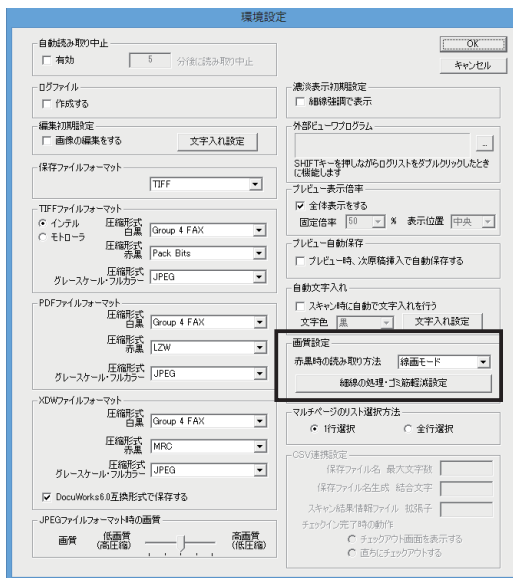 環境設定
自動読み取り中止
有効
5
分後に読み取り中止
ログファイル
作成する
編集初期設定
画像の編集をする
文字入れ設定
保存ファイルフォーマット
TIFF
TIFFファイルフォーマット
インテル
モトローラ
圧縮形式
白黒
Group 4 FAX
圧縮形式
赤黒
Pack Bits
圧縮形式
グレースケール・フルカラー
JPEG
PDFファイルフォーマット
圧縮形式
白黒
Group 4 FAX
圧縮形式
赤黒
LZW
圧縮形式
グレースケール・フルカラー
JPEG
XDWファイルフォーマット
圧縮形式
白黒
Group 4 FAX
圧縮形式
赤黒
MRC
圧縮形式
グレースケール・フルカラー
JPEG
DocuWorks6.0互換形式で保存する
JPEGファイルフォーマット時の画質
画質
低画質
(高圧縮)
高画質
(低圧縮)
OK
キャンセル
濃淡表示初期設定
細線強調で表示
外部ビューワプログラム
...
SHIFTキーを押しながらログリストをダブルクリックしたとき
に機能します
プレビュー表示倍率
全体表示をする
固定倍率
50
%
表示位置
中央
プレビュー自動保存
プレビュー時、次原稿挿入で自動保存する
自動文字入れ
スキャン時に自動で文字入れを行う
文字色
黒
文字入れ設定
画質設定
赤黒時の読み取り方法
線画モード
細線の処理・ゴミ筋軽減設定
マルチページのリスト選択方法
1行選択
全行選択
CSV連携設定
保存ファイル名 最大文字数
保存ファイル名生成 結合文字
スキャン結果情報ファイル 拡張子
チェックイン完了時の動作
チェックアウト画面を表示する
直ちにチェックアウトする